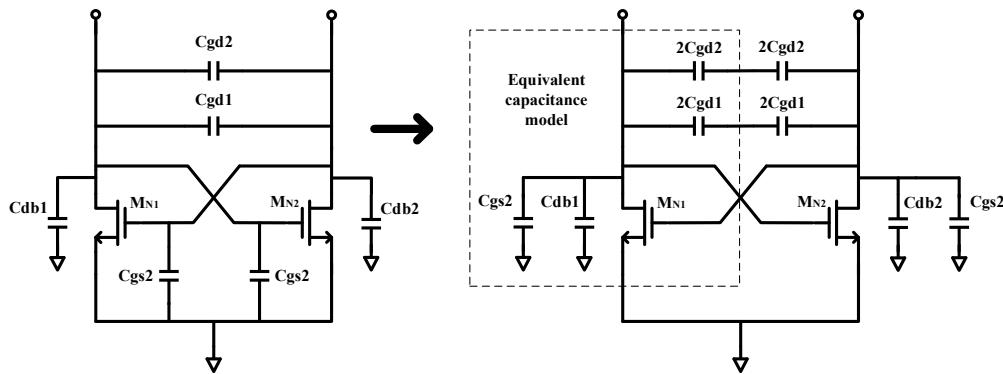 Cgd2
Cgd1
Cdb1
MN1
MN2
Cdb2
Cgs2
Cgs2
Equivalent
capacitance
model
2Cgd2 2Cgd2
2Cgd1 2Cgd1
Cgs2
Cdb1
MN1
MN2
Cdb2
Cgs2